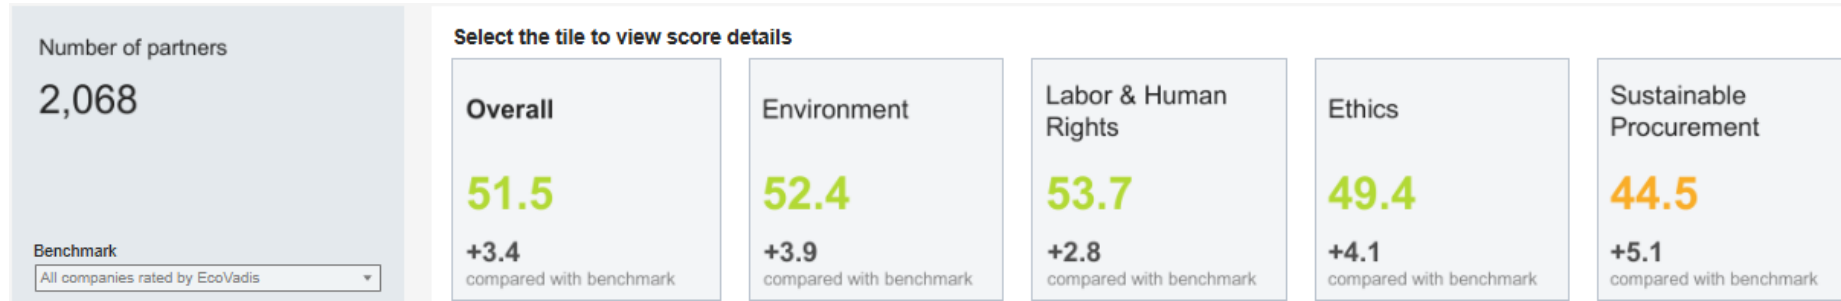 Number of partners
2,068
Benchmark
All companies rated by EcoVadis
Select the tile to view score details
Overall
51.5
+3.4
compared with benchmark
Environment
52.4
+3.9
compared with benchmark
Labor & Human
Rights
53.7
+2.8
compared with benchmark
Ethics
49.4
+4.1
compared with benchmark
Sustainable
Procurement
44.5
+5.1
compared with benchmark